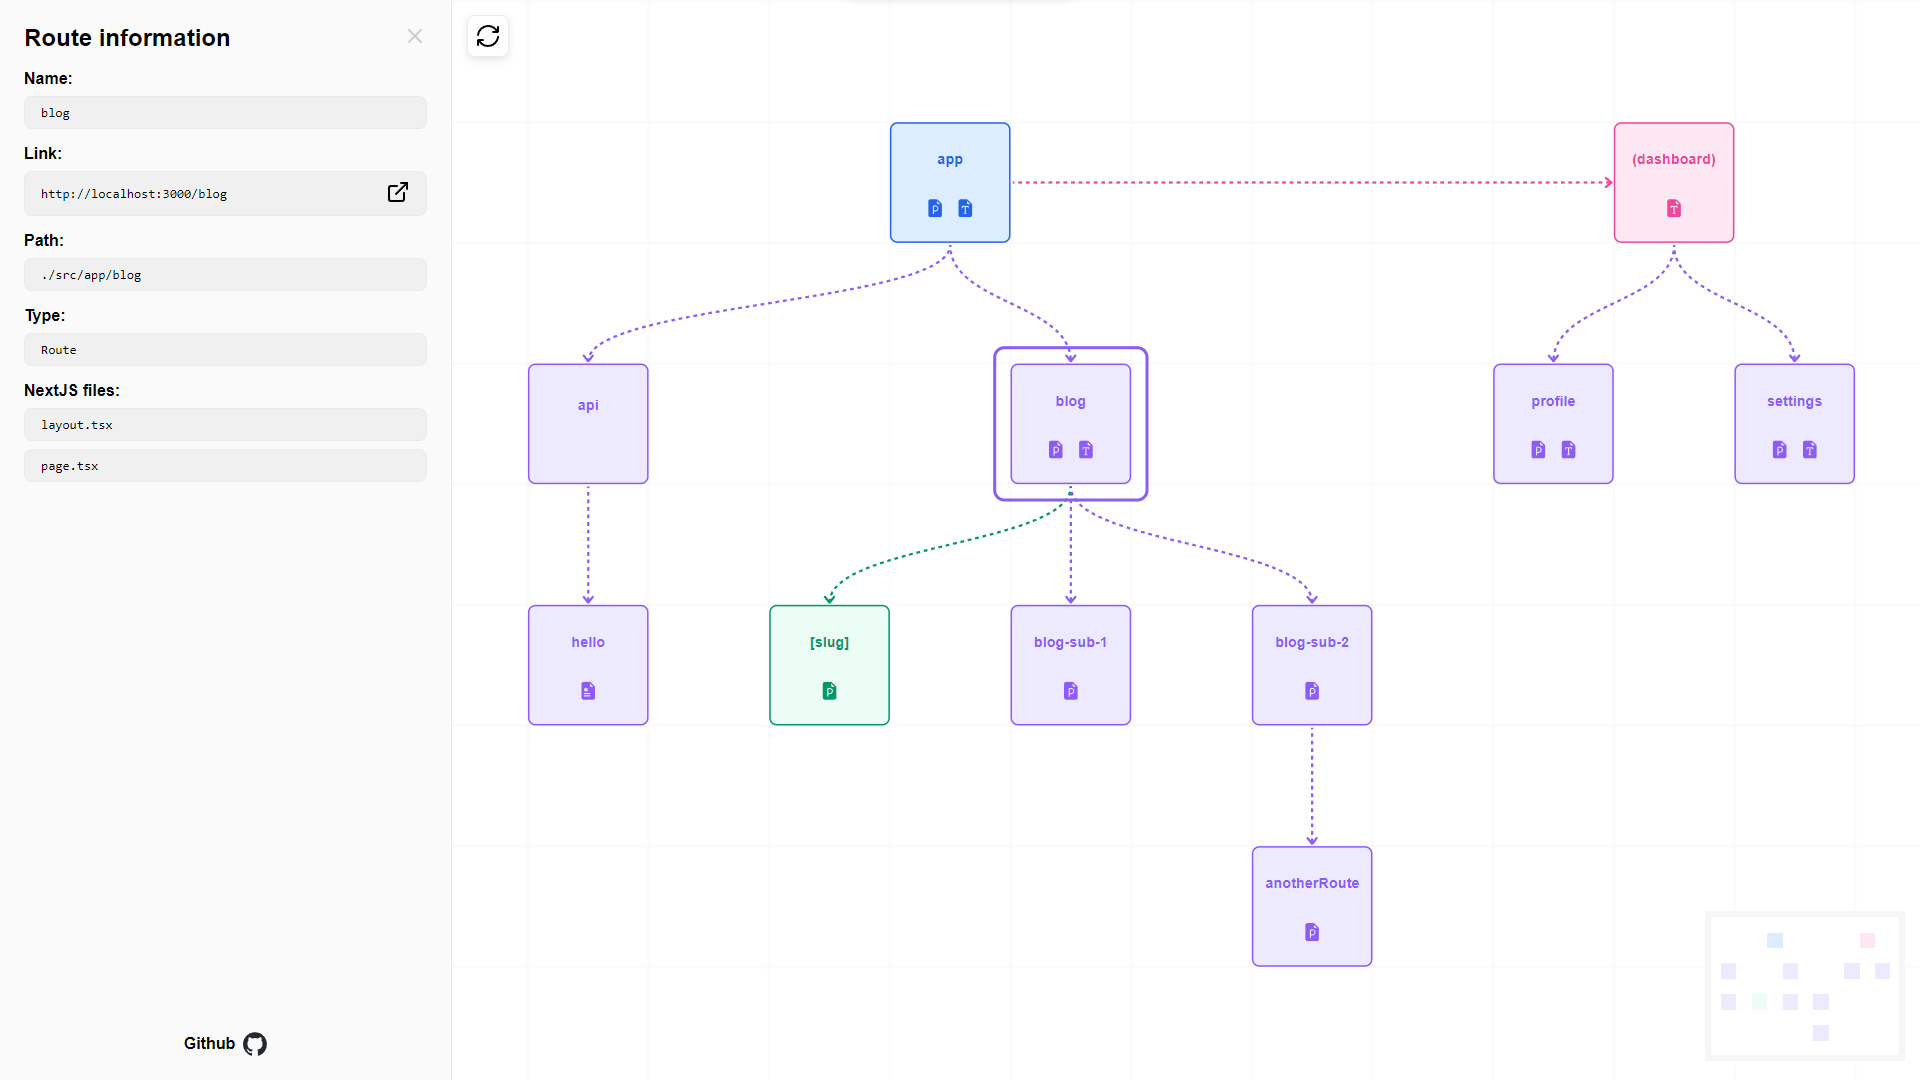 Route information
Name:
blog
Link:
http://localhost:3000/blog
Path:
./src/app/blog
Type:
Route
NextJS files:
layout.tsx
page.tsx
Github
app
P T
(dashboard)
T
api
blog
P T
profile
P T
settings
P T
hello
[slug]
P
blog-sub-1
P
blog-sub-2
P
anotherRoute
P